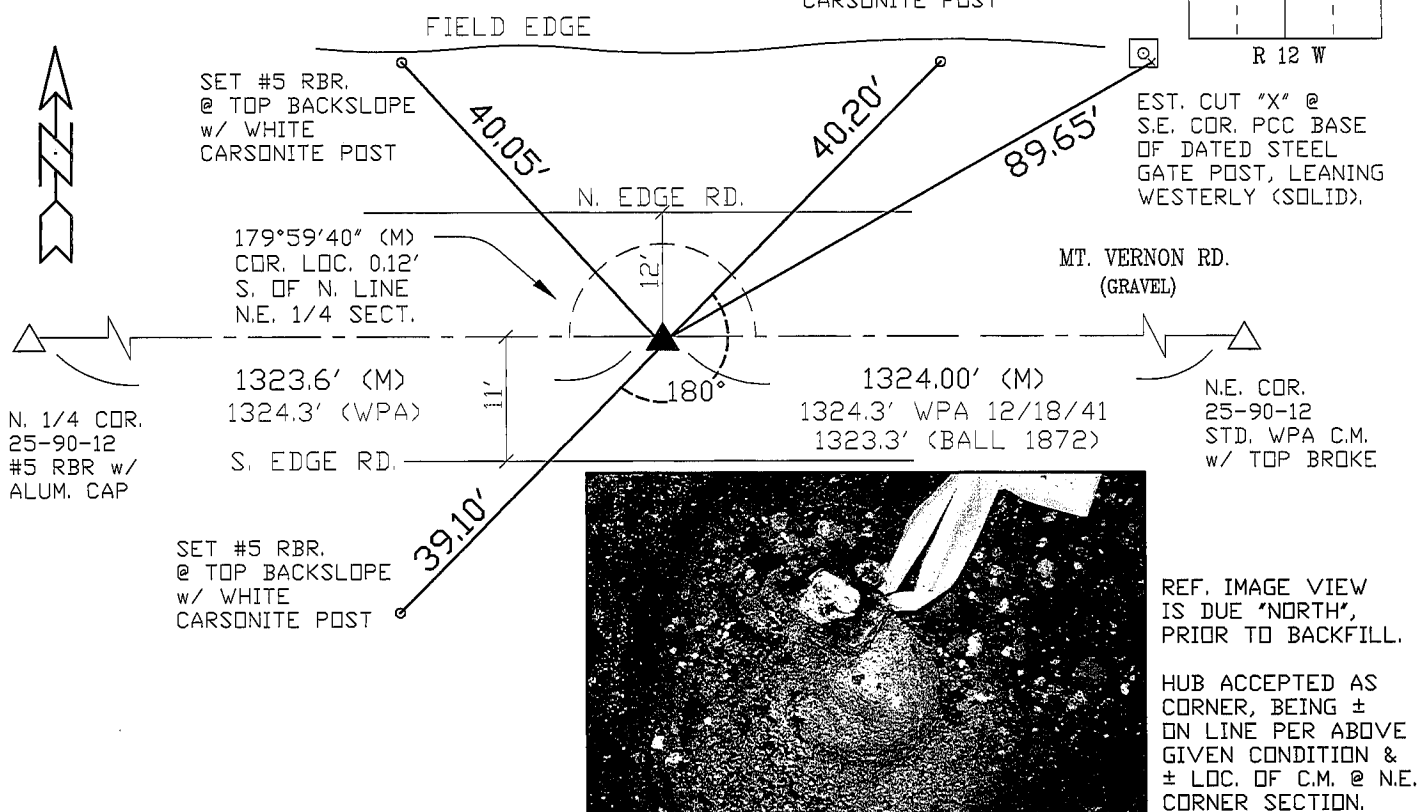 CARSONITE POST
FIELD EDGE
R 12 W
SET #5 RBR.
@ TOP BACKSLOPE
w/ WHITE
CARSONITE POST
40.05'
40.20'
89.65'
EST. CUT "X" @
S.E. COR. PCC BASE
OF DATED STEEL
GATE POST, LEANING
WESTERLY (SOLID).
N
N. EDGE RD.
179°59'40" (M)
COR. LOC. 0.12'
S. OF N. LINE
N.E. 1/4 SECT.
12'
MT. VERNON RD.
(GRAVEL)
1323.6' (M)
1324.3' (WPA)
11'
180°
1324.00' (M)
1324.3' WPA 12/18/41
1323.3' (BALL 1872)
N. 1/4 COR.
25-90-12
#5 RBR w/
ALUM. CAP
N.E. COR.
25-90-12
STD. WPA C.M.
w/ TOP BROKE
S. EDGE RD.
39.10'
SET #5 RBR.
@ TOP BACKSLOPE
w/ WHITE
CARSONITE POST
REF. IMAGE VIEW
IS DUE "NORTH",
PRIOR TO BACKFILL.
HUB ACCEPTED AS
CORNER, BEING ±
ON LINE PER ABOVE
GIVEN CONDITION &
± LOC. OF C.M. @ N.E.
CORNER SECTION.